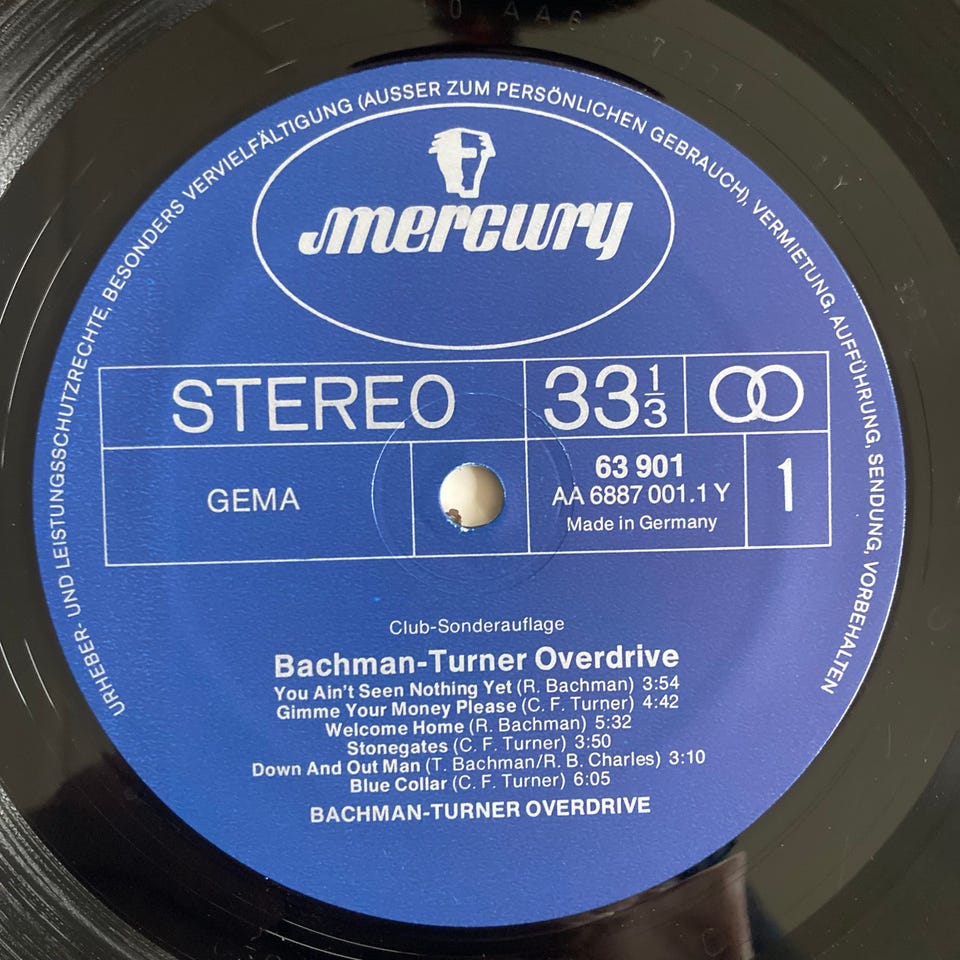 URHEBER- UND LEISTUNGSSCHUTZRECHTE, BESONDERS VERVIELFÄLTIGUNG (AUSSER ZUM PERSÖNLICHEN GEBRAUCH), VERMIETUNG, AUFFÜHRUNG, SENDUNG, VORBEHALTEN
mercury
STEREO 33 1/3
GEMA
63 901
AA 6887 001.1 Y
Made in Germany
1
Club-Sonderauflage
Bachman-Turner Overdrive
You Ain't Seen Nothing Yet (R. Bachman) 3:54
Gimme Your Money Please (C. F. Turner) 4:42
Welcome Home (R. Bachman) 5:32
Stonegates (C. F. Turner) 3:50
Down And Out Man (T. Bachman/R. B. Charles) 3:10
Blue Collar (C. F. Turner) 6:05
BACHMAN-TURNER OVERDRIVE